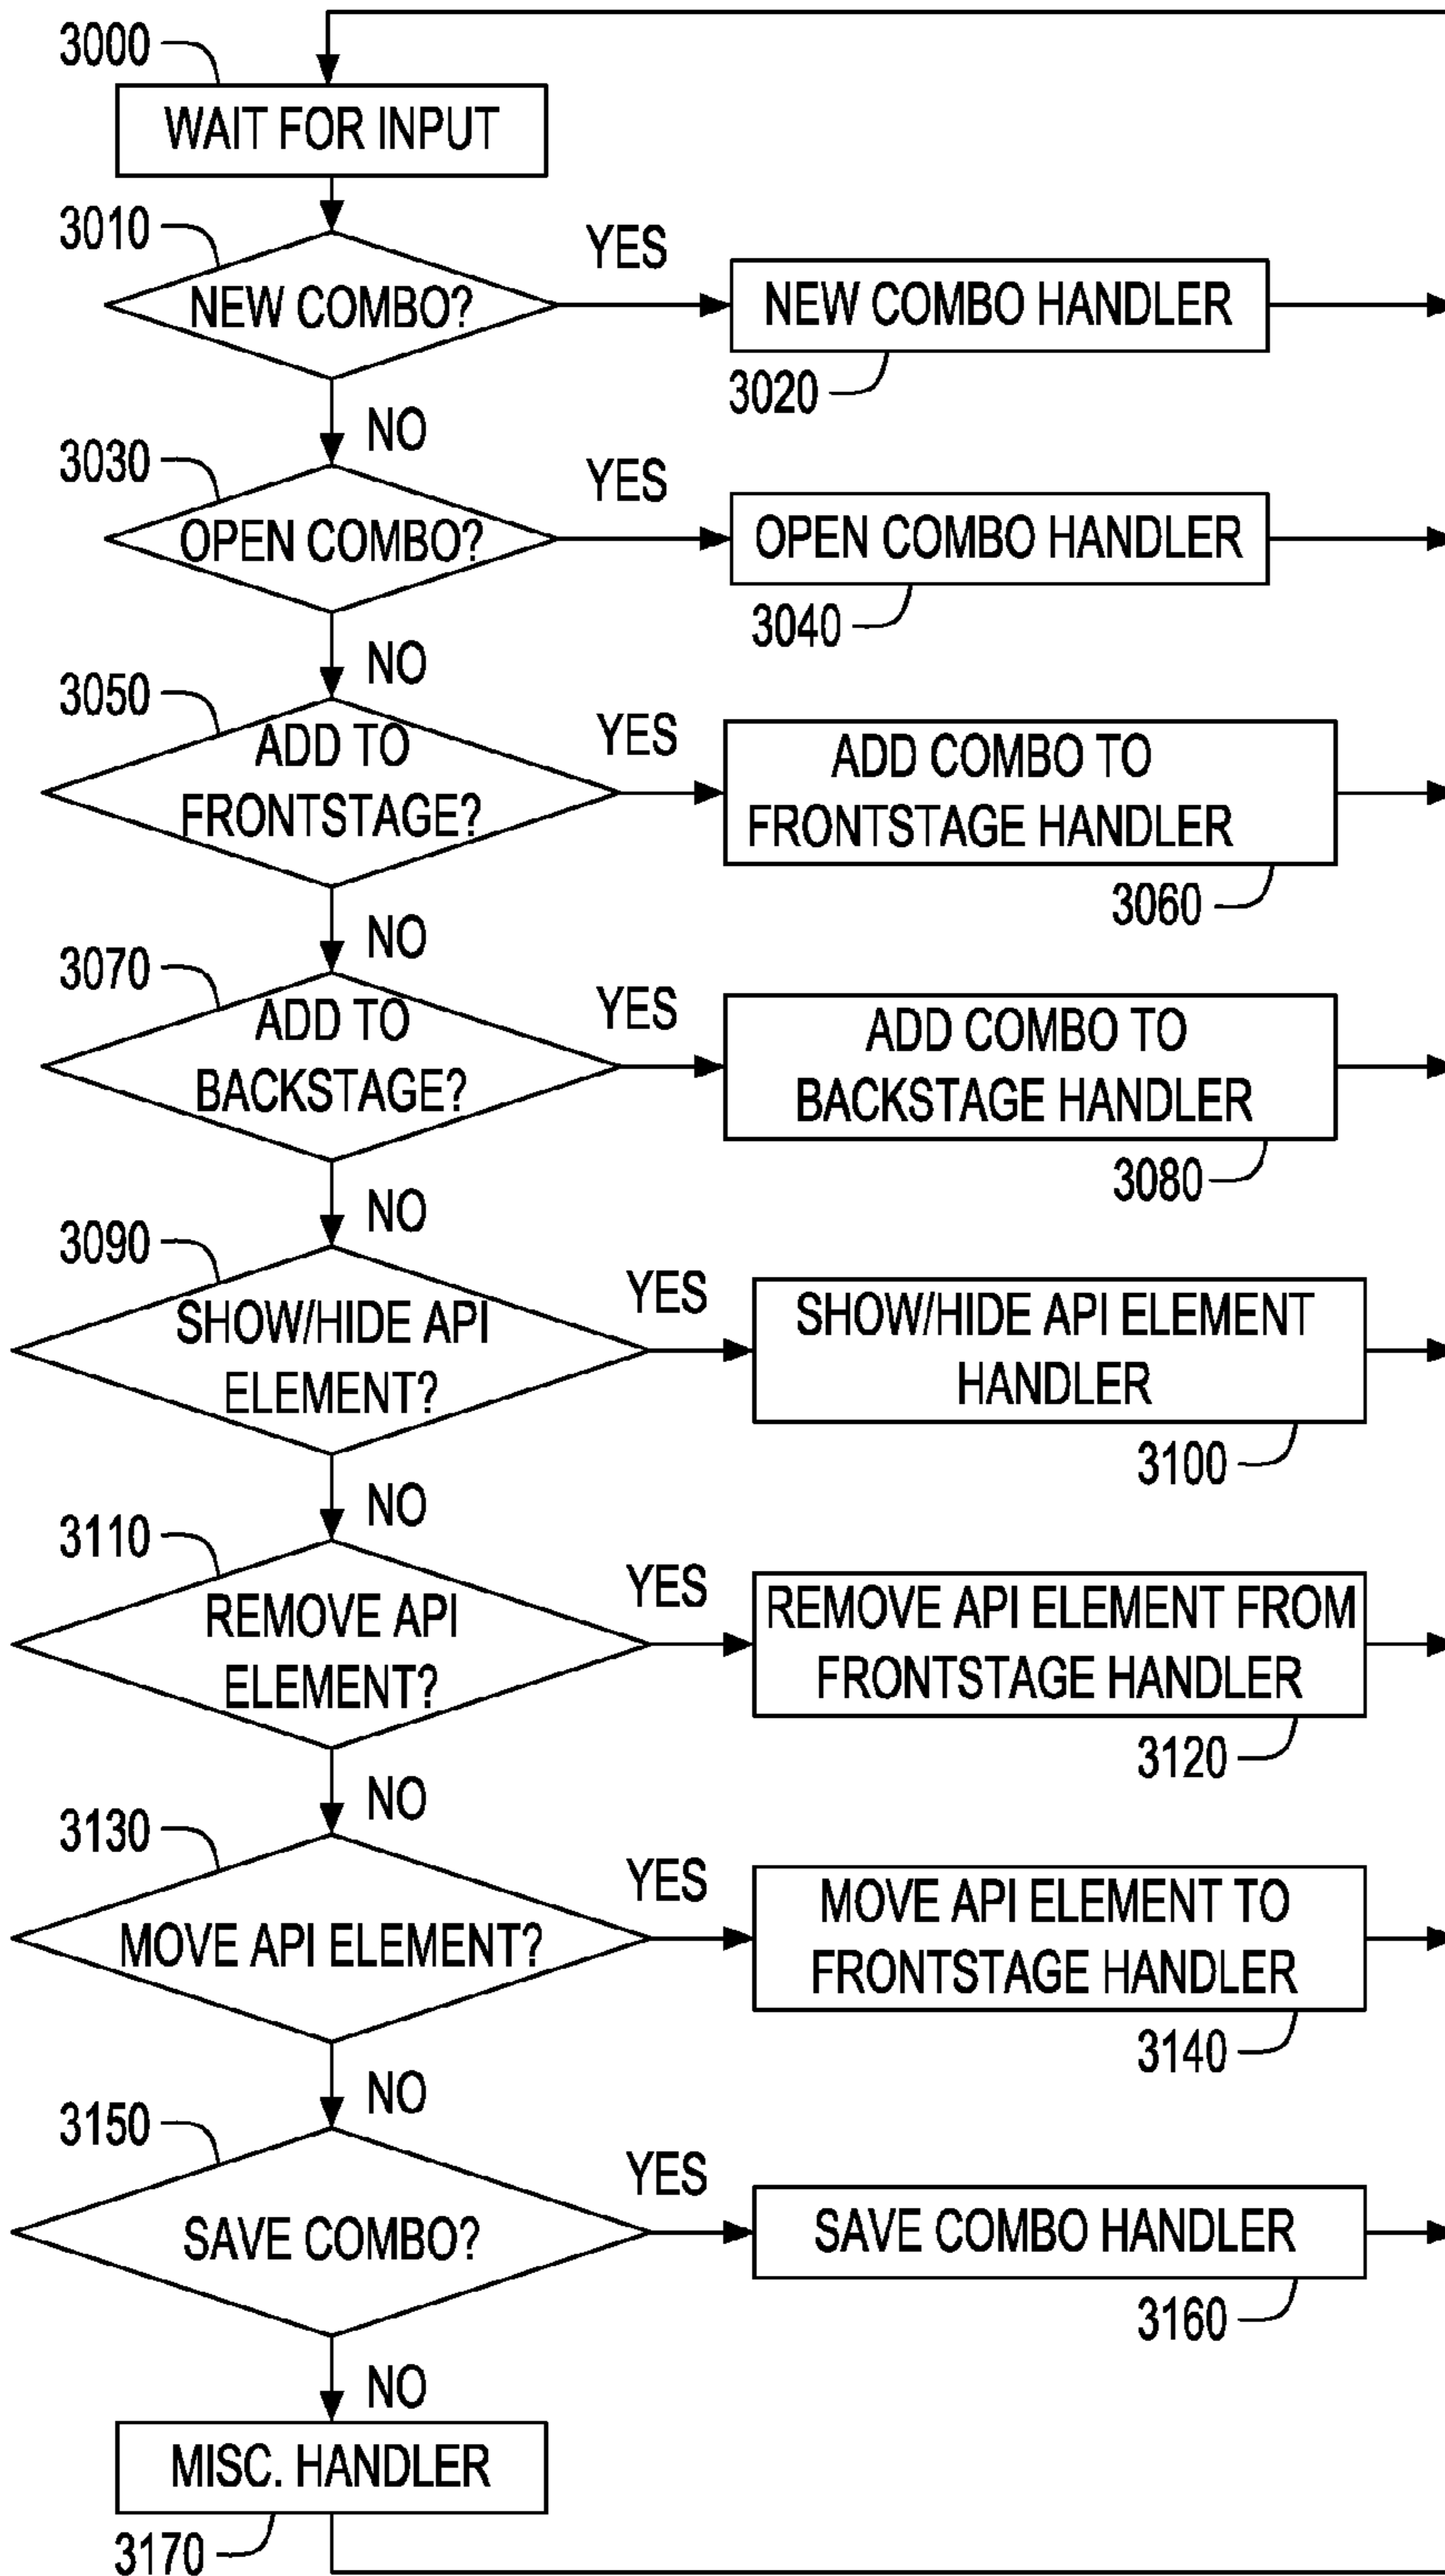 3000
WAIT FOR INPUT
3010
YES
NEW COMBO?
NEW COMBO HANDLER
3020
NO
3030
YES
OPEN COMBO?
OPEN COMBO HANDLER
3040
NO
3050
YES
ADD TO
FRONTSTAGE?
ADD COMBO TO
FRONTSTAGE HANDLER
3060
NO
3070
YES
ADD TO
BACKSTAGE?
ADD COMBO TO
BACKSTAGE HANDLER
3080
NO
3090
YES
SHOW/HIDE API
ELEMENT?
SHOW/HIDE API ELEMENT
HANDLER
3100
NO
3110
YES
REMOVE API
ELEMENT?
REMOVE API ELEMENT FROM
FRONTSTAGE HANDLER
3120
NO
3130
YES
MOVE API ELEMENT?
MOVE API ELEMENT TO
FRONTSTAGE HANDLER
3140
NO
3150
YES
SAVE COMBO?
SAVE COMBO HANDLER
3160
NO
MISC. HANDLER
3170